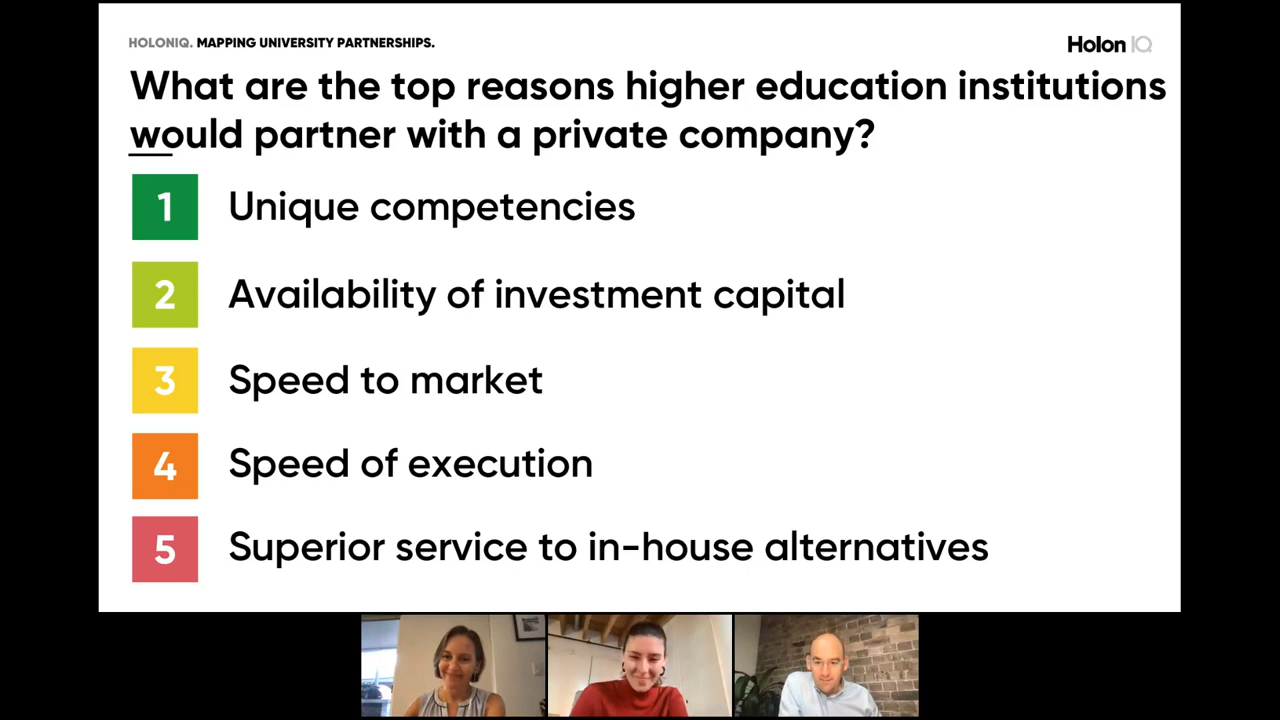 HOLONIQ. MAPPING UNIVERSITY PARTNERSHIPS.
Holon IQ
What are the top reasons higher education institutions
would partner with a private company?
1 Unique competencies
2 Availability of investment capital
3 Speed to market
4 Speed of execution
5 Superior service to in-house alternatives